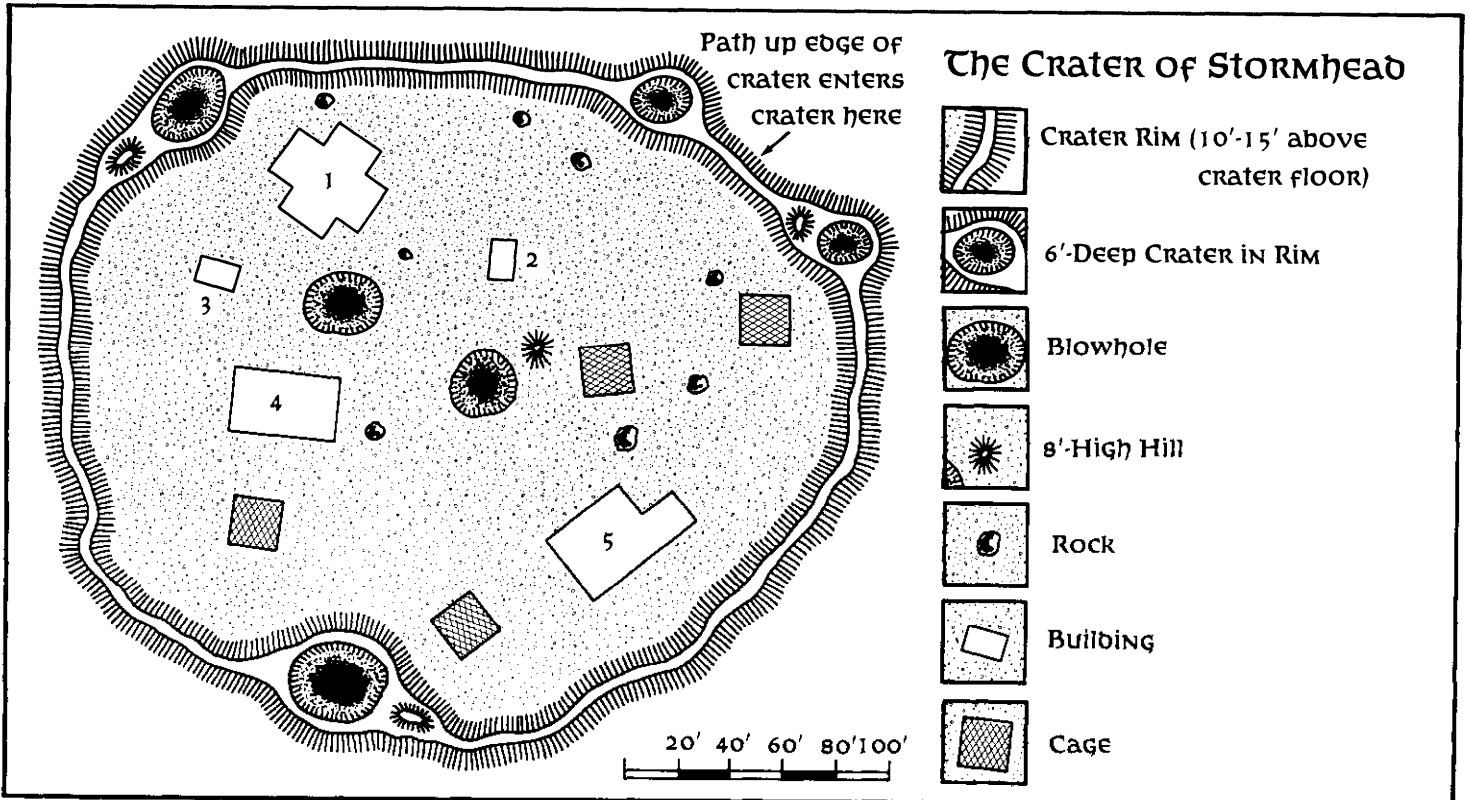 Path up edge of
crater enters
crater here
The Crater of Stormhead
Crater Rim (10'-15' above
crater floor)
6'-Deep Crater in Rim
Blowhole
8'-High Hill
Rock
Building
Cage
1
2
3
4
5
20' 40' 60' 80' 100'